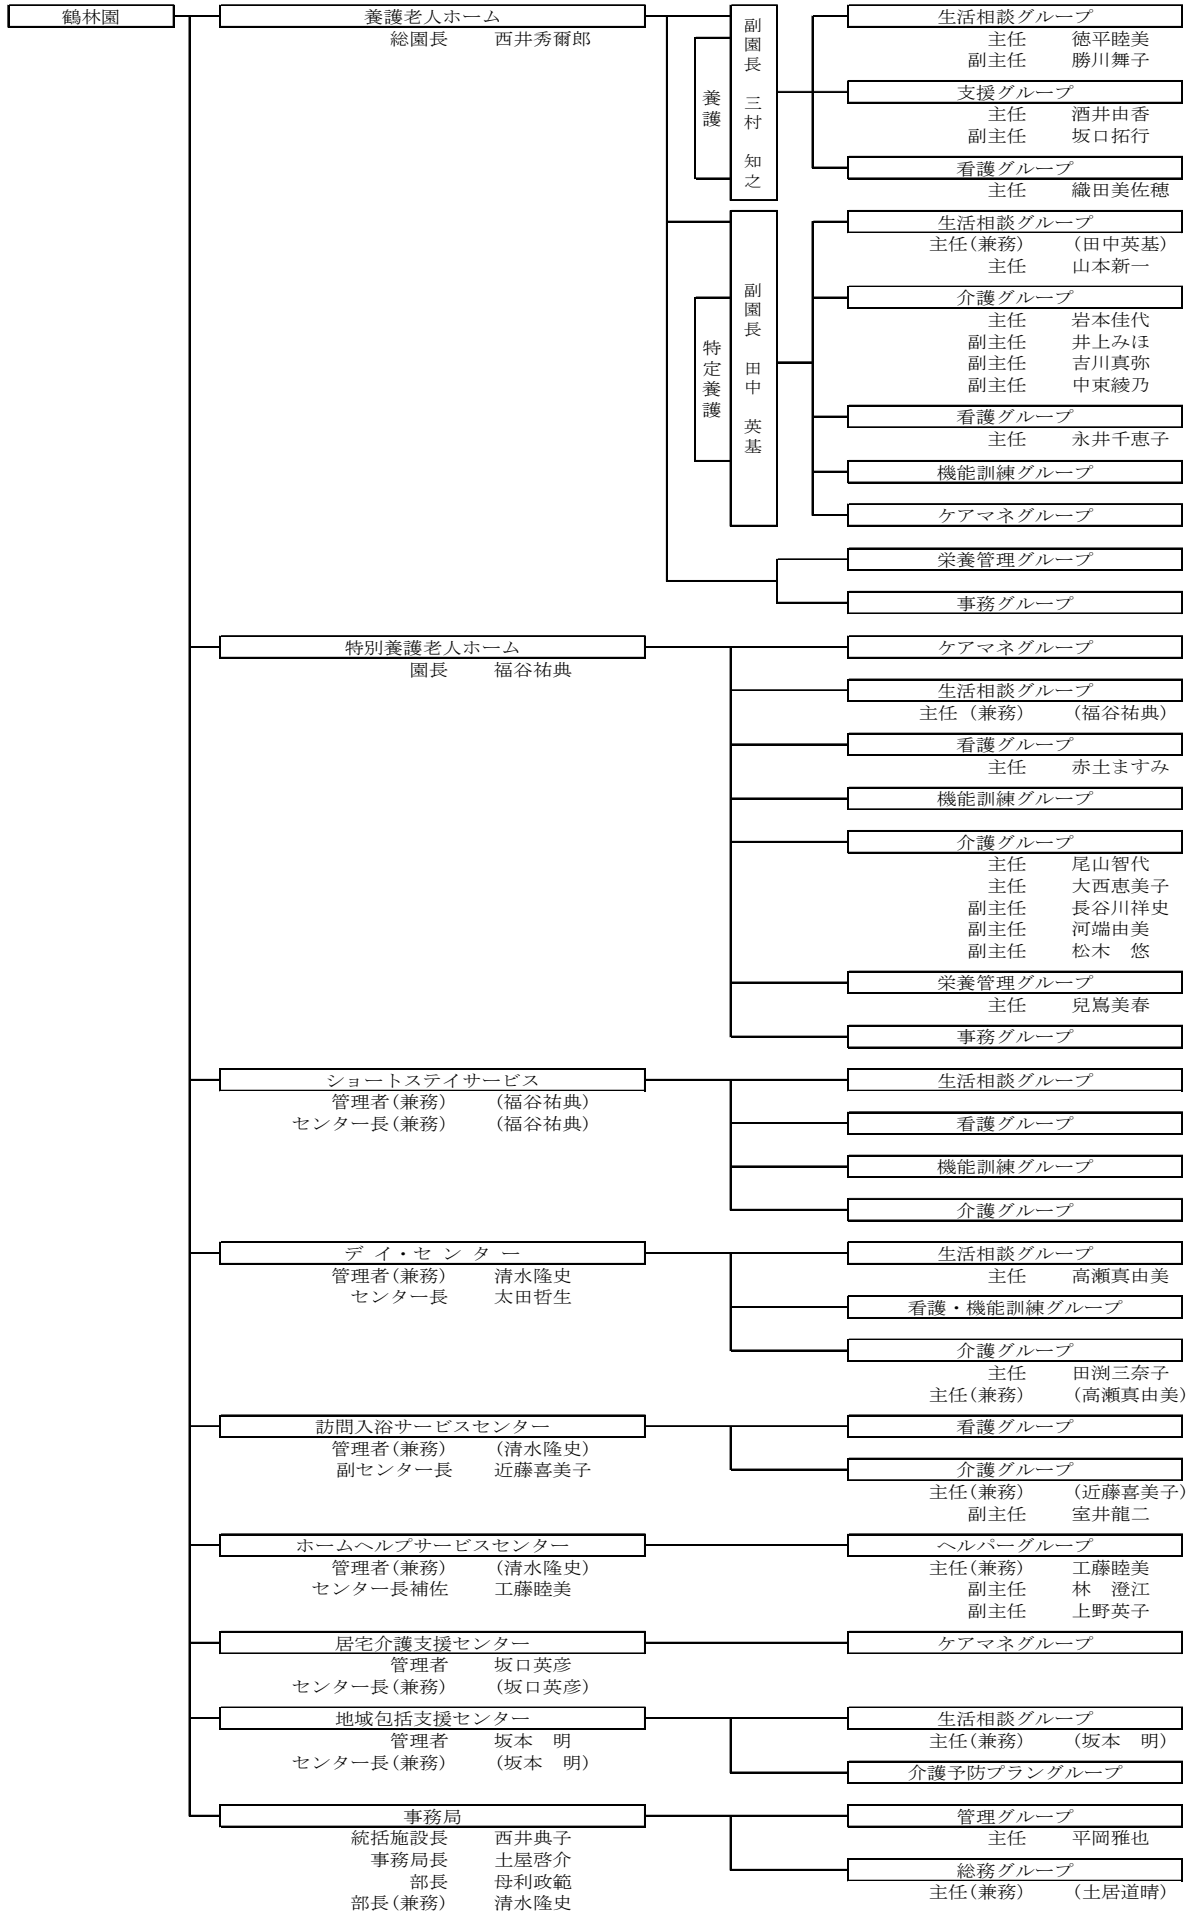 鶴林園
養護老人ホーム
総園長 西井秀爾郎
副園長 三村 知之
養護
生活相談グループ
主任 徳平睦美
副主任 勝川舞子
支援グループ
主任 酒井由香
副主任 坂口拓行
看護グループ
主任 織田美佐穂
副園長 田中 英基
特定養護
生活相談グループ
主任(兼務) (田中英基)
主任 山本新一
介護グループ
主任 岩本佳代
副主任 井上みほ
副主任 吉川真弥
副主任 中束綾乃
看護グループ
主任 永井千恵子
機能訓練グループ
ケアマネグループ
栄養管理グループ
事務グループ
特別養護老人ホーム
園長 福谷祐典
ケアマネグループ
生活相談グループ
主任 (兼務) (福谷祐典)
看護グループ
主任 赤土ますみ
機能訓練グループ
介護グループ
主任 尾山智代
主任 大西恵美子
副主任 長谷川祥史
副主任 河端由美
副主任 松木 悠
栄養管理グループ
主任 兒嶌美春
事務グループ
ショートステイサービス
管理者(兼務) (福谷祐典)
センター長(兼務) (福谷祐典)
生活相談グループ
看護グループ
機能訓練グループ
介護グループ
デ イ・セ ン タ ー
管理者(兼務) 清水隆史
センター長 太田哲生
生活相談グループ
主任 高瀬真由美
看護・機能訓練グループ
介護グループ
主任 田渕三奈子
主任(兼務) (高瀬真由美)
訪問入浴サービスセンター
管理者(兼務) (清水隆史)
副センター長 近藤喜美子
看護グループ
介護グループ
主任(兼務) (近藤喜美子)
副主任 室井龍二
ホームヘルプサービスセンター
管理者(兼務) (清水隆史)
センター長補佐 工藤睦美
ヘルパーグループ
主任(兼務) 工藤睦美
副主任 林 澄江
副主任 上野英子
居宅介護支援センター
管理者 坂口英彦
センター長(兼務) (坂口英彦)
ケアマネグループ
地域包括支援センター
管理者 坂本 明
センター長(兼務) (坂本 明)
生活相談グループ
主任(兼務) (坂本 明)
介護予防プラングループ
事務局
統括施設長 西井典子
事務局長 土屋啓介
部長 母利政範
部長(兼務) 清水隆史
管理グループ
主任 平岡雅也
総務グループ
主任(兼務) (土居道晴)